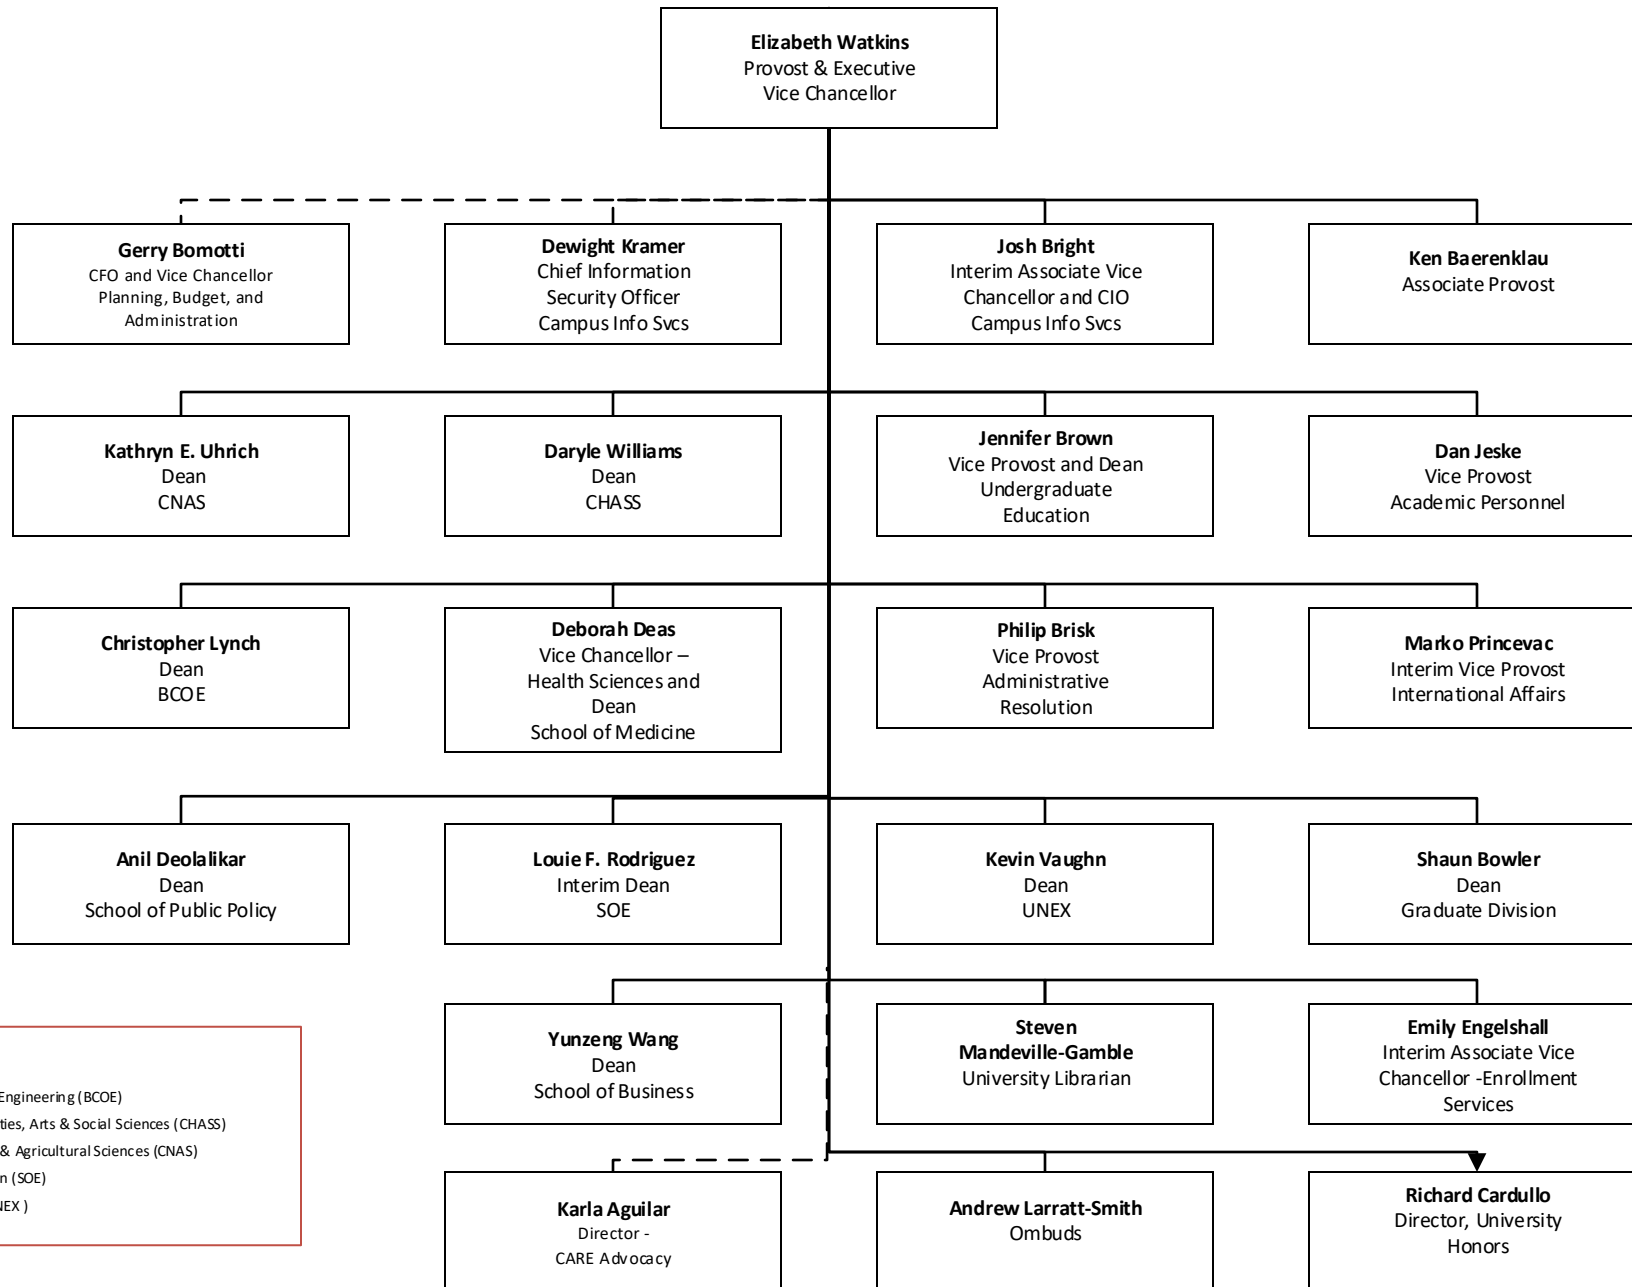 Elizabeth Watkins
Provost & Executive
Vice Chancellor
Gerry Bomotti
CFO and Vice Chancellor
Planning, Budget, and
Administration
Dewight Kramer
Chief Information
Security Officer
Campus Info Svcs
Josh Bright
Interim Associate Vice
Chancellor and CIO
Campus Info Svcs
Ken Baerenklau
Associate Provost
Kathryn E. Uhrich
Dean
CNAS
Daryle Williams
Dean
CHASS
Jennifer Brown
Vice Provost and Dean
Undergraduate
Education
Dan Jeske
Vice Provost
Academic Personnel
Christopher Lynch
Dean
BCOE
Deborah Deas
Vice Chancellor –
Health Sciences and
Dean
School of Medicine
Philip Brisk
Vice Provost
Administrative
Resolution
Marko Princevac
Interim Vice Provost
International Affairs
Anil Deolalikar
Dean
School of Public Policy
Louie F. Rodriguez
Interim Dean
SOE
Kevin Vaughn
Dean
UNEX
Shaun Bowler
Dean
Graduate Division
Yunzeng Wang
Dean
School of Business
Steven
Mandeville-Gamble
University Librarian
Emily Engelshall
Interim Associate Vice
Chancellor -Enrollment
Services
Engineering (BCOE)
ties, Arts & Social Sciences (CHASS)
& Agricultural Sciences (CNAS)
n (SOE)
NEX )
Karla Aguilar
Director -
CARE Advocacy
Andrew Larratt-Smith
Ombuds
Richard Cardullo
Director, University
Honors